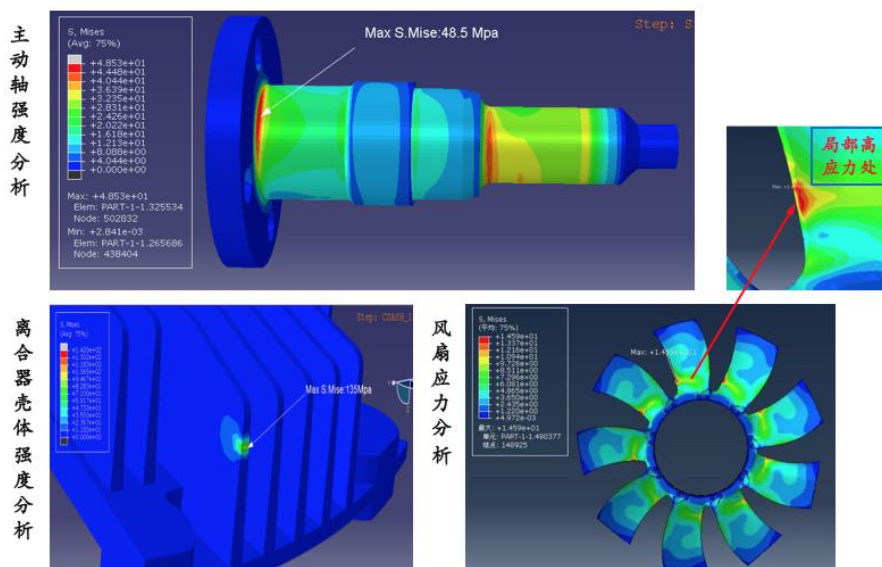 主动轴强度分析
S, Mises
(Avg: 75%)
+4.853e+01
+4.448e+01
+4.044e+01
+3.639e+01
+3.235e+01
+2.831e+01
+2.426e+01
+2.022e+01
+1.618e+01
+1.213e+01
+8.088e+00
+4.044e+00
+0.000e+00
Max: +4.853e+01
Elem: PART-1-1.325534
Node: 502832
Min: +2.841e-03
Elem: PART-1-1.265686
Node: 438404
Max S.Mise:48.5 Mpa
Step: S
局部高
应力处
离合器壳体强度分析
S, Mises
(Avg: 75%)
Max S.Mise:135Mpa
风扇应力分析
S, Mises
(平均: 75%)
+1.459e+01
+1.337e+01
+1.216e+01
+1.094e+01
+9.726e+00
+8.511e+00
+7.296e+00
+6.081e+00
+4.865e+00
+3.650e+00
+2.435e+00
+1.220e+00
+4.972e-03
最大: +1.459e+01
单元: PART-1-1.490377
结点: 148925